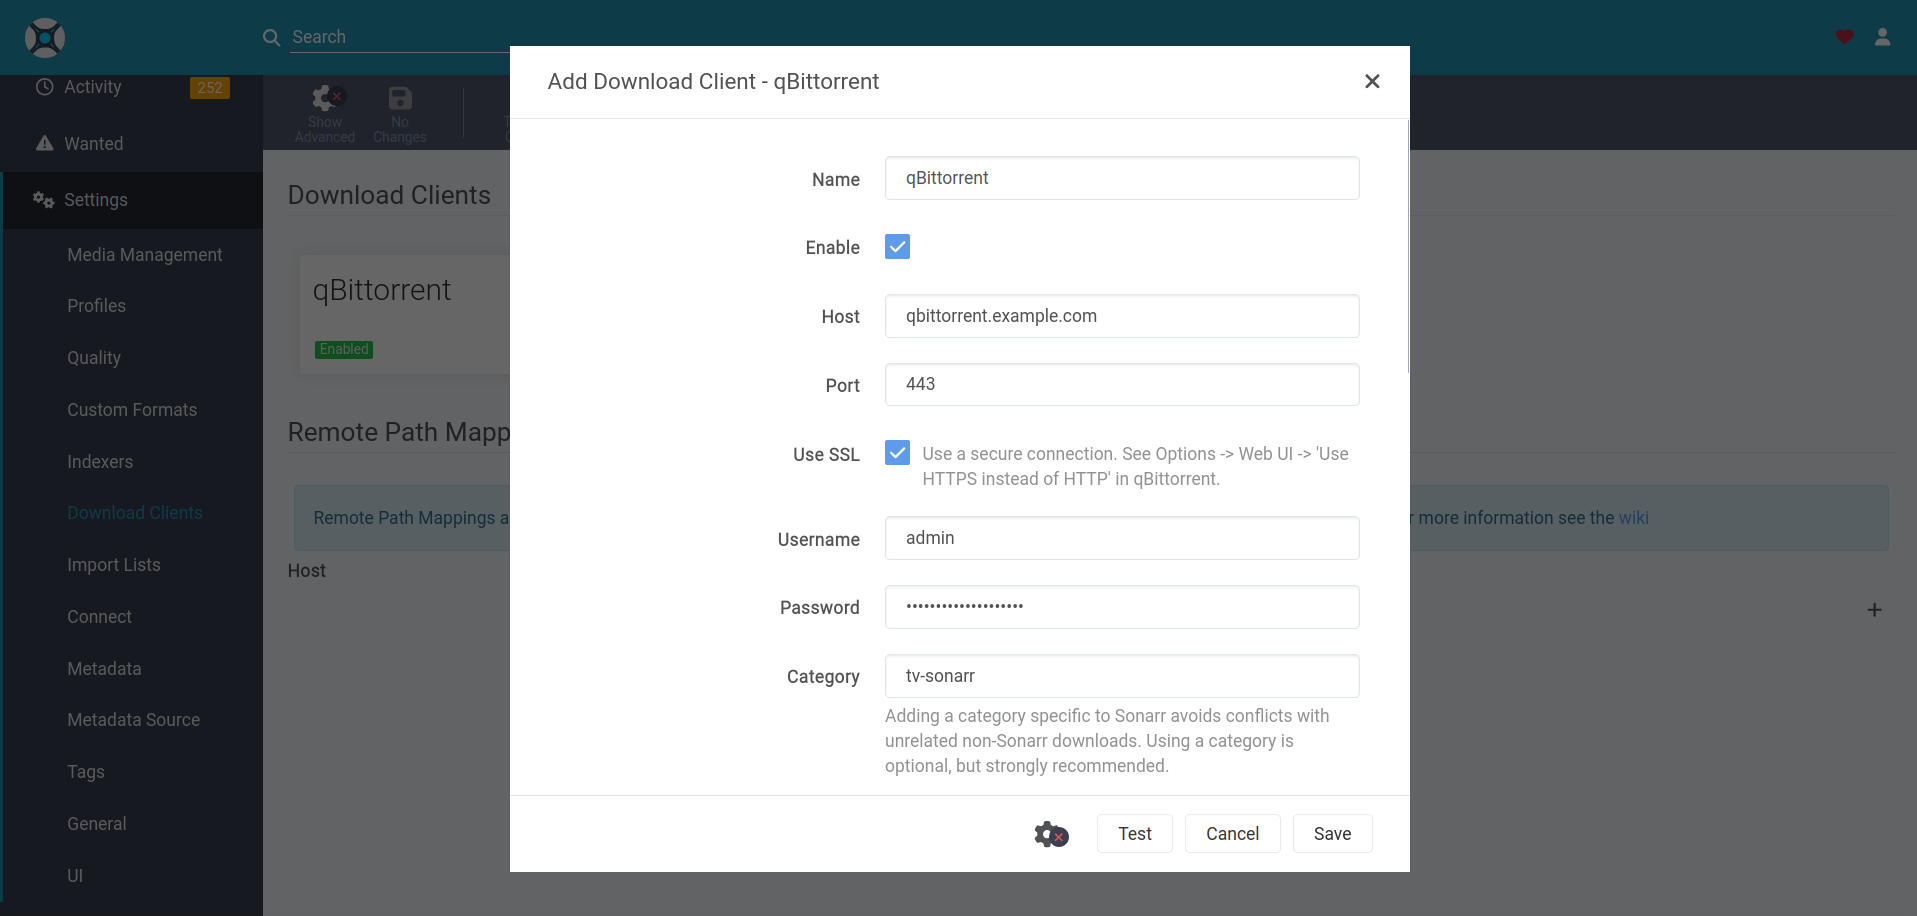 Search
Activity
252
Wanted
Settings
Media Management
Profiles
Quality
Custom Formats
Indexers
Download Clients
Import Lists
Connect
Metadata
Metadata Source
Tags
General
UI
Show
Advanced
No
Changes
Download Clients
qBittorrent
Enabled
Remote Path Mapp
Remote Path Mappings a
r more information see the wiki
Host
Add Download Client - qBittorrent
Name
qBittorrent
Enable
Host
qbittorrent.example.com
Port
443
Use SSL
Use a secure connection. See Options -> Web UI -> 'Use
HTTPS instead of HTTP' in qBittorrent.
Username
admin
Password
•••••••••••••••••••
Category
tv-sonarr
Adding a category specific to Sonarr avoids conflicts with
unrelated non-Sonarr downloads. Using a category is
optional, but strongly recommended.
Test
Cancel
Save